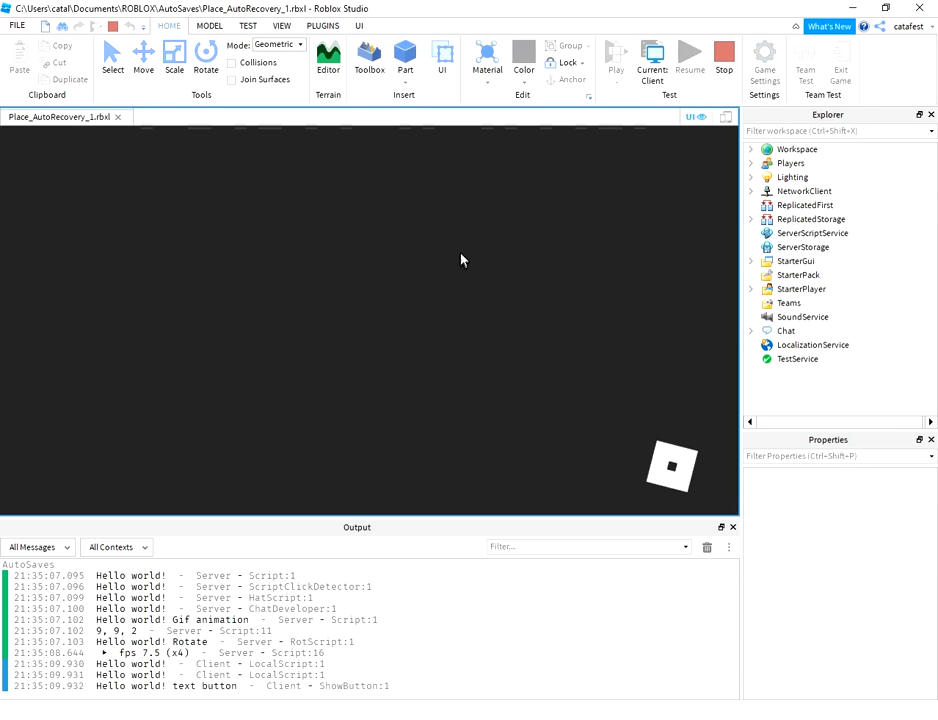 C:\Users\catal\Documents\ROBLOX\AutoSaves\Place_AutoRecovery_1.rbxl - Roblox Studio
FILE HOME MODEL TEST VIEW PLUGINS UI What's New catafest
Paste Copy Cut Duplicate
Clipboard
Select Move Scale Rotate
Mode: Geometric
Collisions
Join Surfaces
Tools
Editor
Terrain
Toolbox Part UI
Insert
Material Color
Group
Lock
Anchor
Edit
Play Current: Client Resume Stop
Test
Game Settings
Settings
Team Test Exit Game
Team Test
Place_AutoRecovery_1.rbxl
UI
Explorer
Filter workspace (Ctrl+Shift+X)
Workspace
Players
Lighting
NetworkClient
ReplicatedFirst
ReplicatedStorage
ServerScriptService
ServerStorage
StarterGui
StarterPack
StarterPlayer
Teams
SoundService
Chat
LocalizationService
TestService
Properties
Filter Properties (Ctrl+Shift+P)
Output
All Messages All Contexts Filter...
AutoSaves
21:35:07.095 Hello world! - Server - Script:1
21:35:07.096 Hello world! - Server - ScriptClickDetector:1
21:35:07.099 Hello world! - Server - HatScript:1
21:35:07.100 Hello world! - Server - ChatDeveloper:1
21:35:07.102 Hello world! Gif animation - Server - Script:1
21:35:07.102 9, 9, 2 - Server - Script:11
21:35:07.103 Hello world! Rotate - Server - RotScript:1
21:35:08.644 fps 7.5 (x4) - Server - Script:16
21:35:09.930 Hello world! - Client - LocalScript:1
21:35:09.931 Hello world! - Client - LocalScript:1
21:35:09.932 Hello world! text button - Client - ShowButton:1